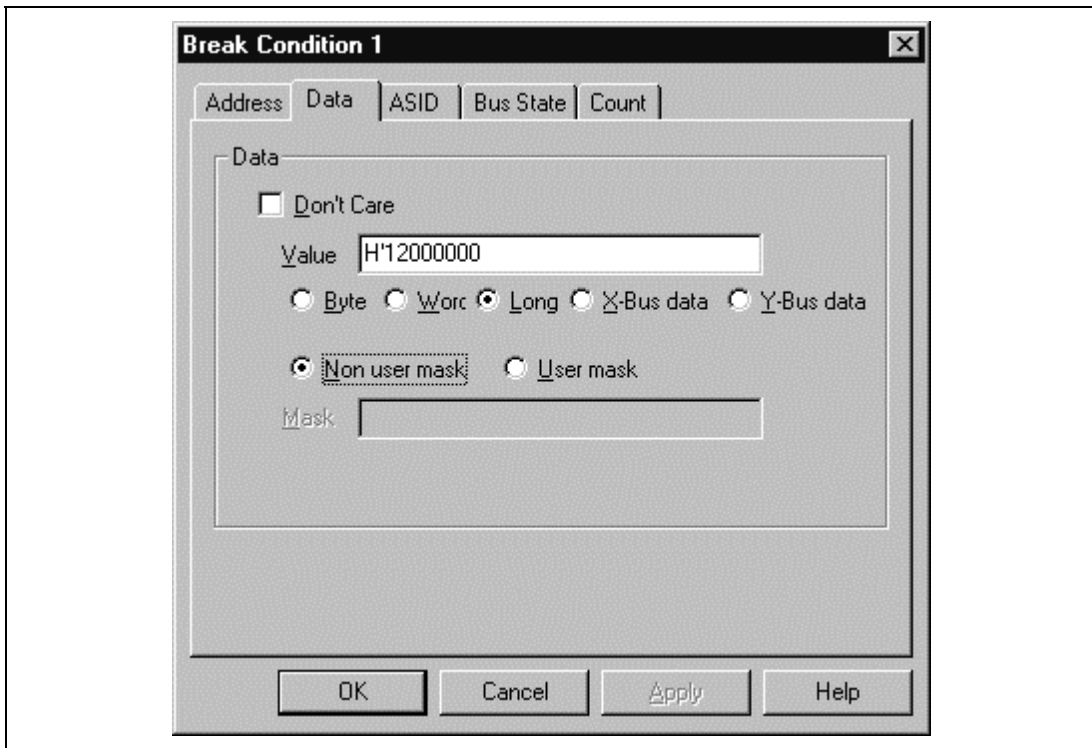 Break Condition 1
Address Data ASID Bus State Count
Data
Don't Care
Value H'12000000
Byte Worc Long X-Bus data Y-Bus data
Non user mask User mask
Mask
OK Cancel Apply Help